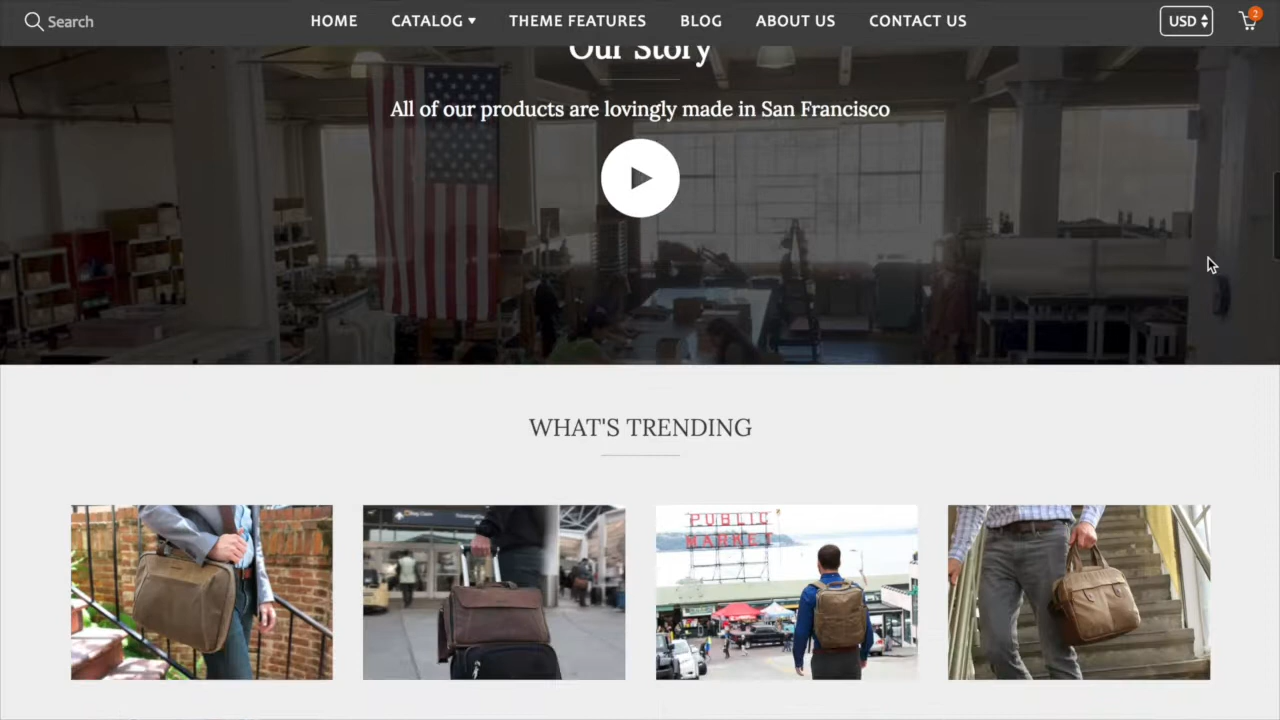 Search
HOME
CATALOG ▾
THEME FEATURES
BLOG
ABOUT US
CONTACT US
USD
2
Our Story
All of our products are lovingly made in San Francisco
WHAT'S TRENDING
PUBLIC
MARKET